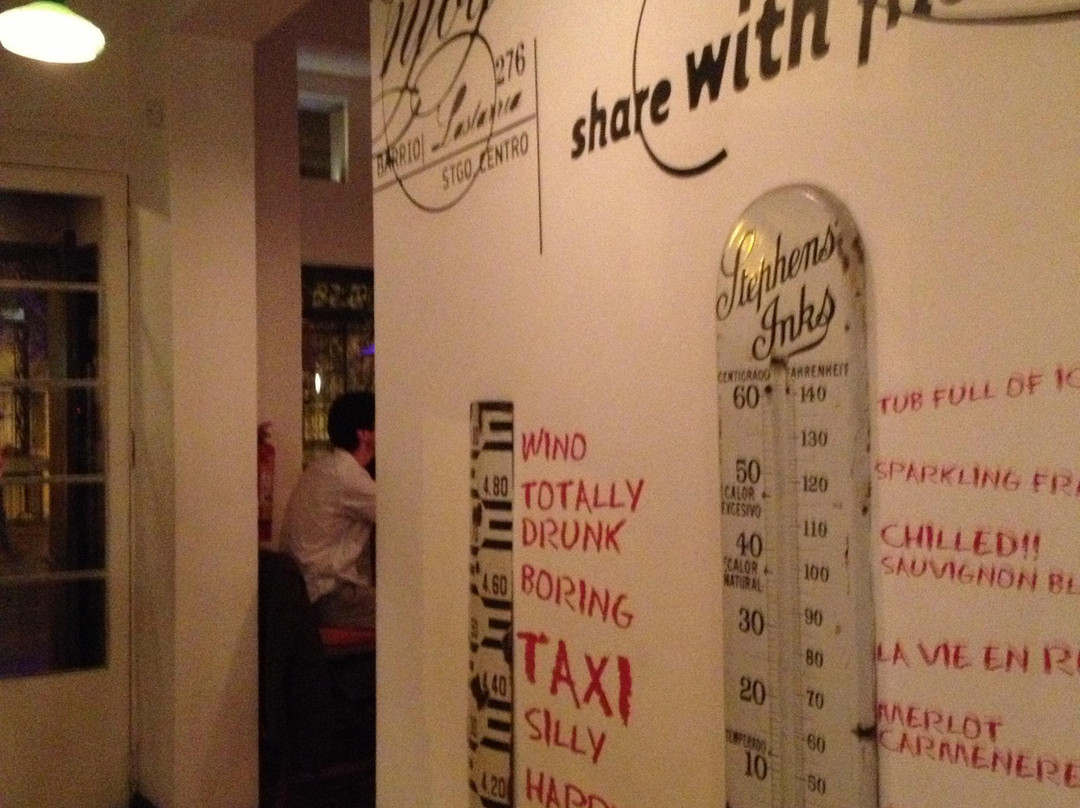 276
BARRIO Lastarria
STGO CENTRO
share with
Stephens'
Inks
CENTIGRADO FAHRENHEIT
60 140
130
50 120
CALOR
EXCESIVO
110
40 100
CALOR
NATURAL
30 90
80
20 70
60
TEMPERADO
10 50
WINO
4.80
TOTALLY
DRUNK
4.60
BORING
TAXI
4.40
SILLY
4.20
TUB FULL OF
SPARKLING
CHILLED!!
SAUVIGNON
LA VIE EN
MERLOT
CARMENERE